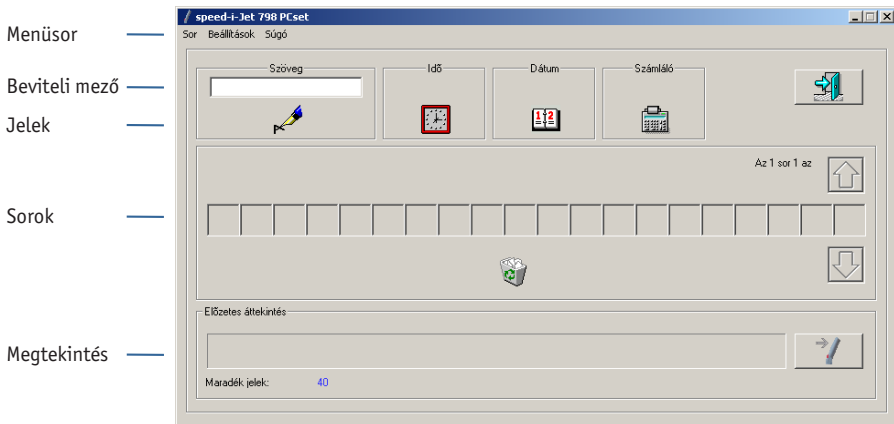 speed-i-Jet 798 PCset
Menüsor
Sor Beállítások Súgó
Szöveg Idő Dátum Számláló
Beviteli mező
Jelek
12
Az 1 sor 1 az
Sorok
Előzetes áttekintés
Megtekintés
Maradék jelek: 40